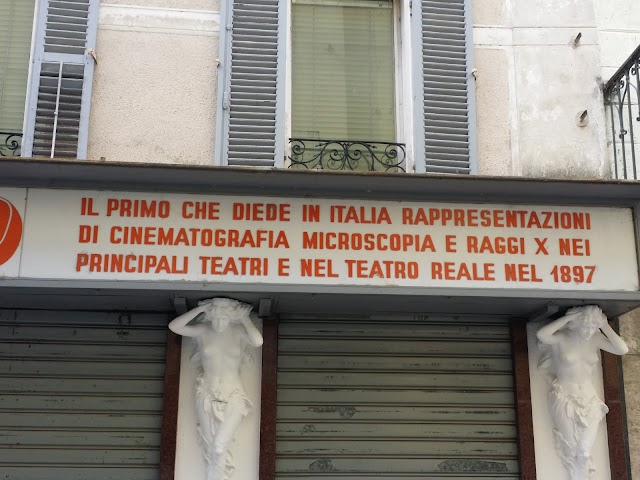 IL PRIMO CHE DIEDE IN ITALIA RAPPRESENTAZIONI
DI CINEMATOGRAFIA MICROSCOPIA E RAGGI X NEI
PRINCIPALI TEATRI E NEL TEATRO REALE NEL 1897